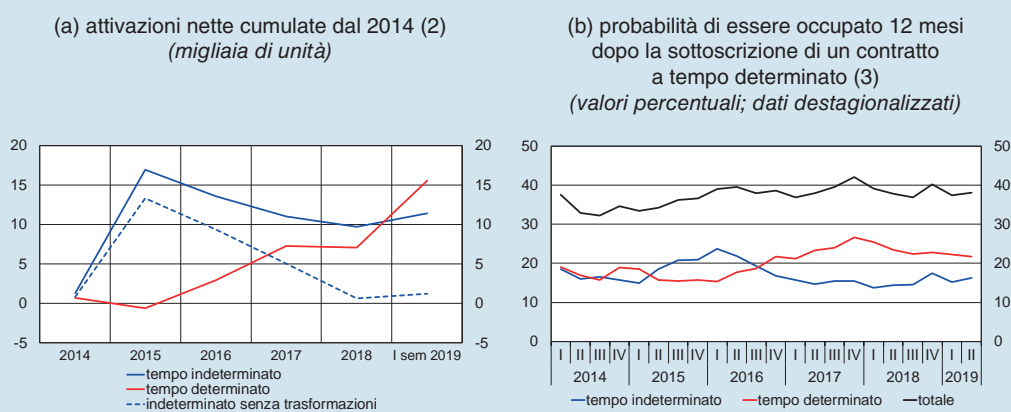 (a) attivazioni nette cumulate dal 2014 (2)
(migliaia di unità)
20 20
15 15
10 10
5 5
0 0
-5 -5
2014 2015 2016 2017 2018 I sem 2019
tempo indeterminato
tempo determinato
indeterminato senza trasformazioni
(b) probabilità di essere occupato 12 mesi
dopo la sottoscrizione di un contratto
a tempo determinato (3)
(valori percentuali; dati destagionalizzati)
50 50
40 40
30 30
20 20
10 10
0 0
I II III IV I II III IV I II III IV I II III IV I II III IV I II
2014 2015 2016 2017 2018 2019
tempo indeterminato tempo determinato totale